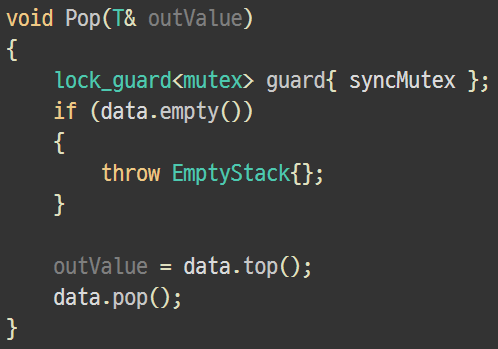 void Pop(T& outValue)
{
    lock_guard<mutex> guard{ syncMutex };
    if (data.empty())
    {
        throw EmptyStack{};
    }

    outValue = data.top();
    data.pop();
}